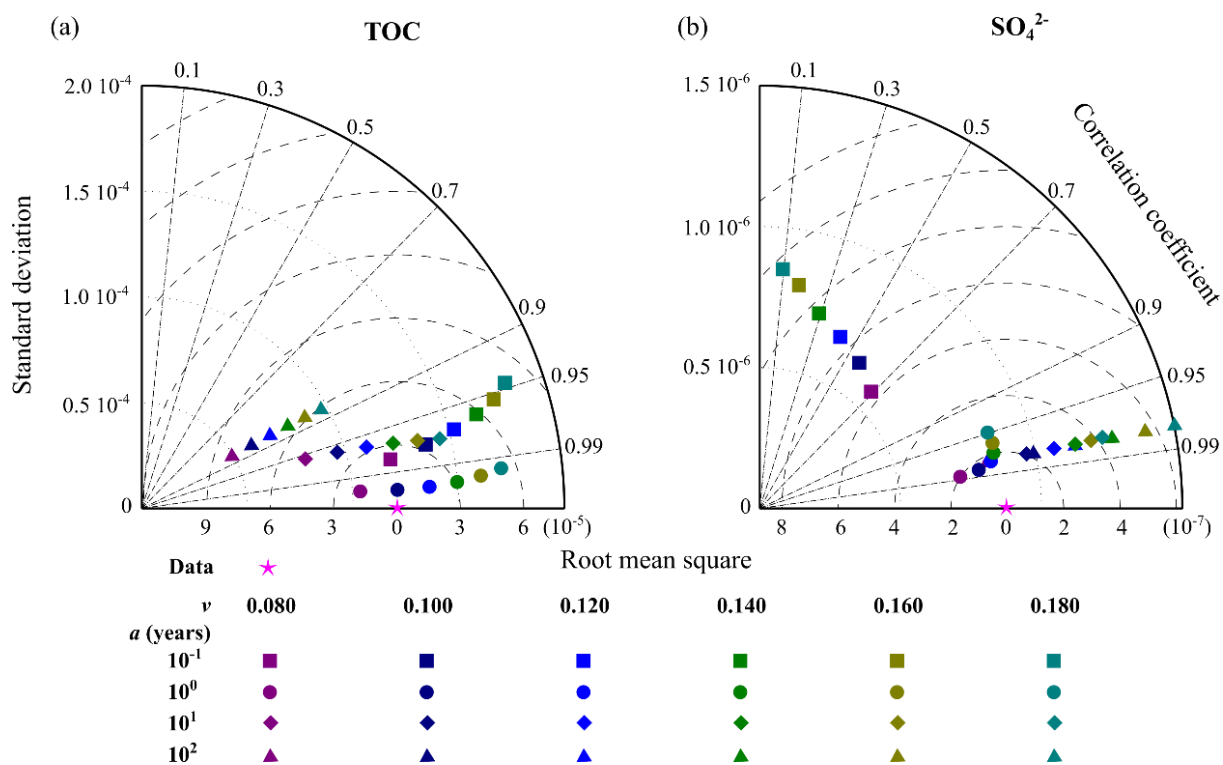 (a) TOC (b) SO₄²⁻
2.0 10⁻⁴ 0.1 0.3 0.5 0.7 0.9 0.95 0.99
1.5 10⁻⁴
1.0 10⁻⁴
0.5 10⁻⁴
0
Standard deviation
9 6 3 0 3 6 (10⁻⁵)
1.5 10⁻⁶ 0.1 0.3 0.5 0.7 0.9 0.95 0.99
1.0 10⁻⁶
0.5 10⁻⁶
0
Correlation coefficient
8 6 4 2 0 2 4 (10⁻⁷)
Root mean square
Data
v 0.080 0.100 0.120 0.140 0.160 0.180
a (years)
10⁻¹
10⁰
10¹
10²